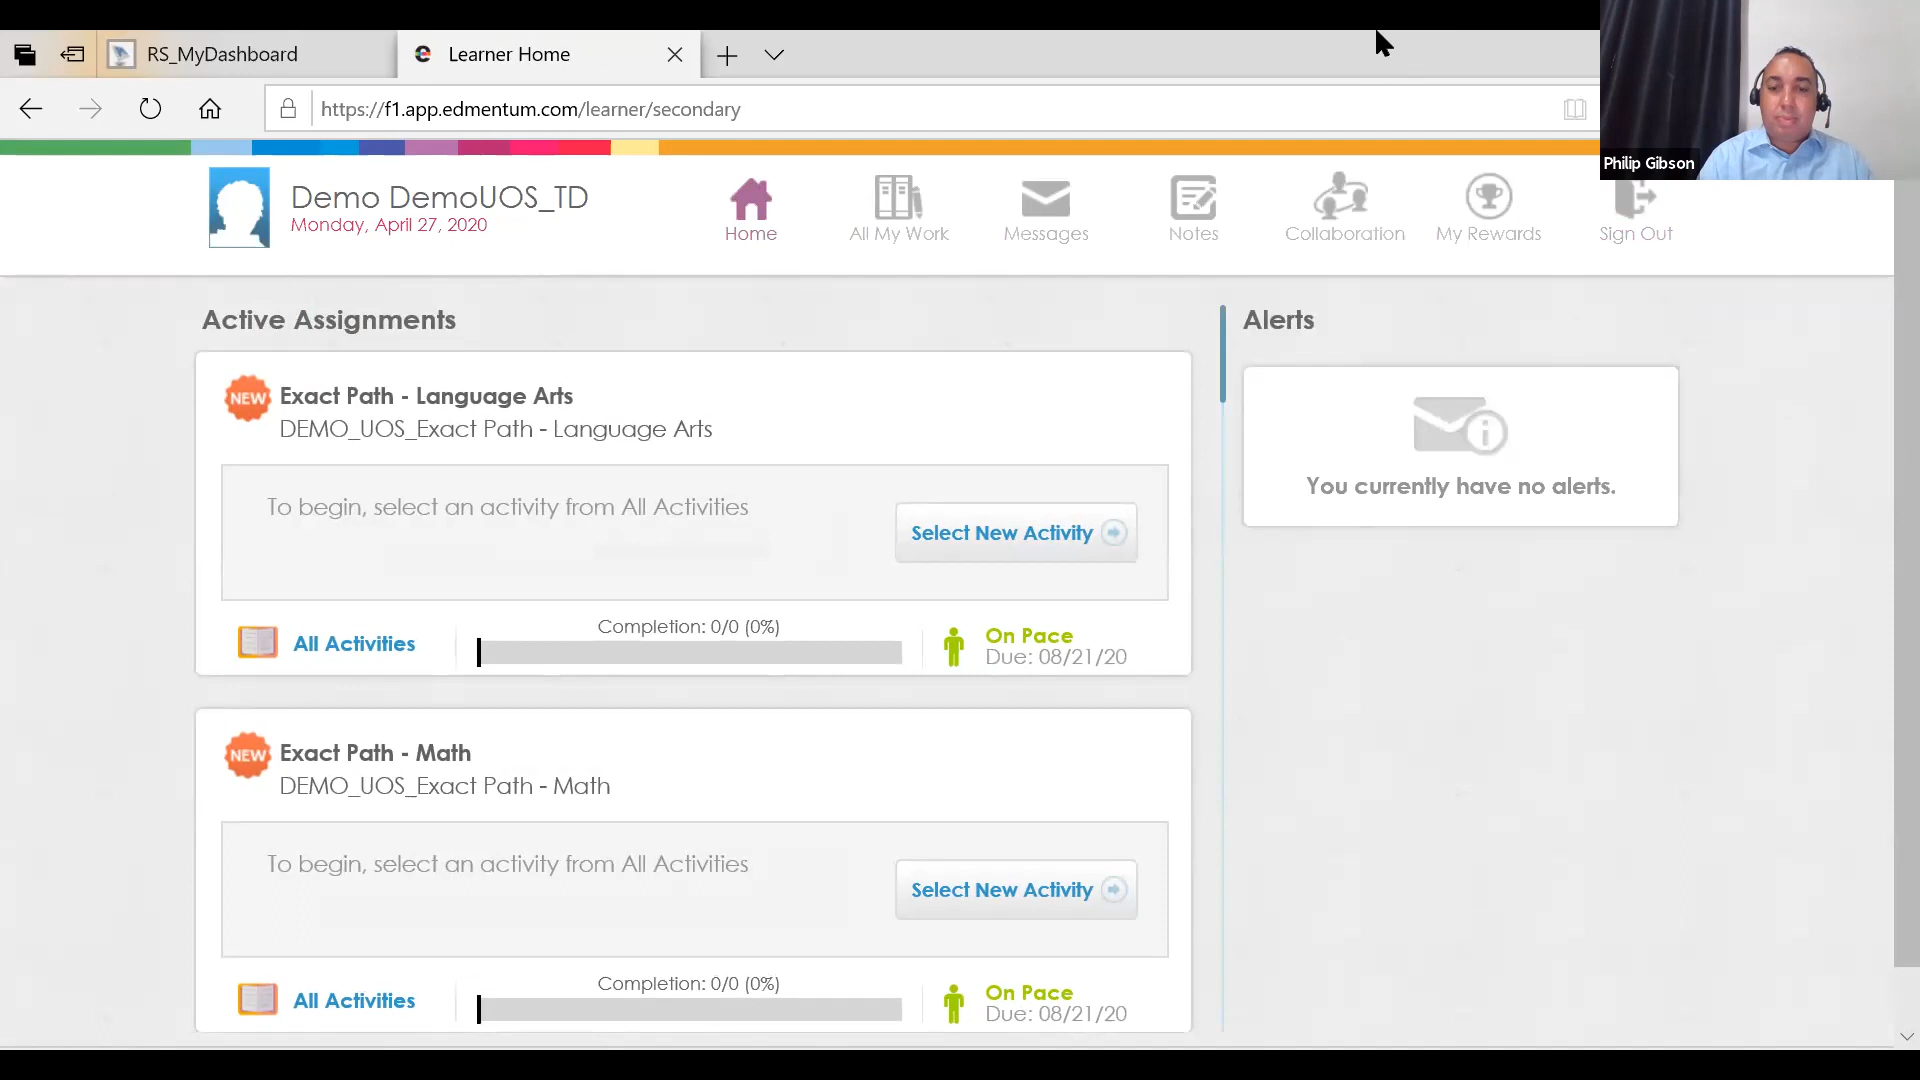 RS_MyDashboard
Learner Home
https://f1.app.edmentum.com/learner/secondary
Philip Gibson
Demo DemoUOS_TD
Monday, April 27, 2020
Home
All My Work
Messages
Notes
Collaboration
My Rewards
Sign Out
Active Assignments
Alerts
NEW
Exact Path - Language Arts
DEMO_UOS_Exact Path - Language Arts
To begin, select an activity from All Activities
Select New Activity
You currently have no alerts.
All Activities
Completion: 0/0 (0%)
On Pace
Due: 08/21/20
NEW
Exact Path - Math
DEMO_UOS_Exact Path - Math
To begin, select an activity from All Activities
Select New Activity
All Activities
Completion: 0/0 (0%)
On Pace
Due: 08/21/20